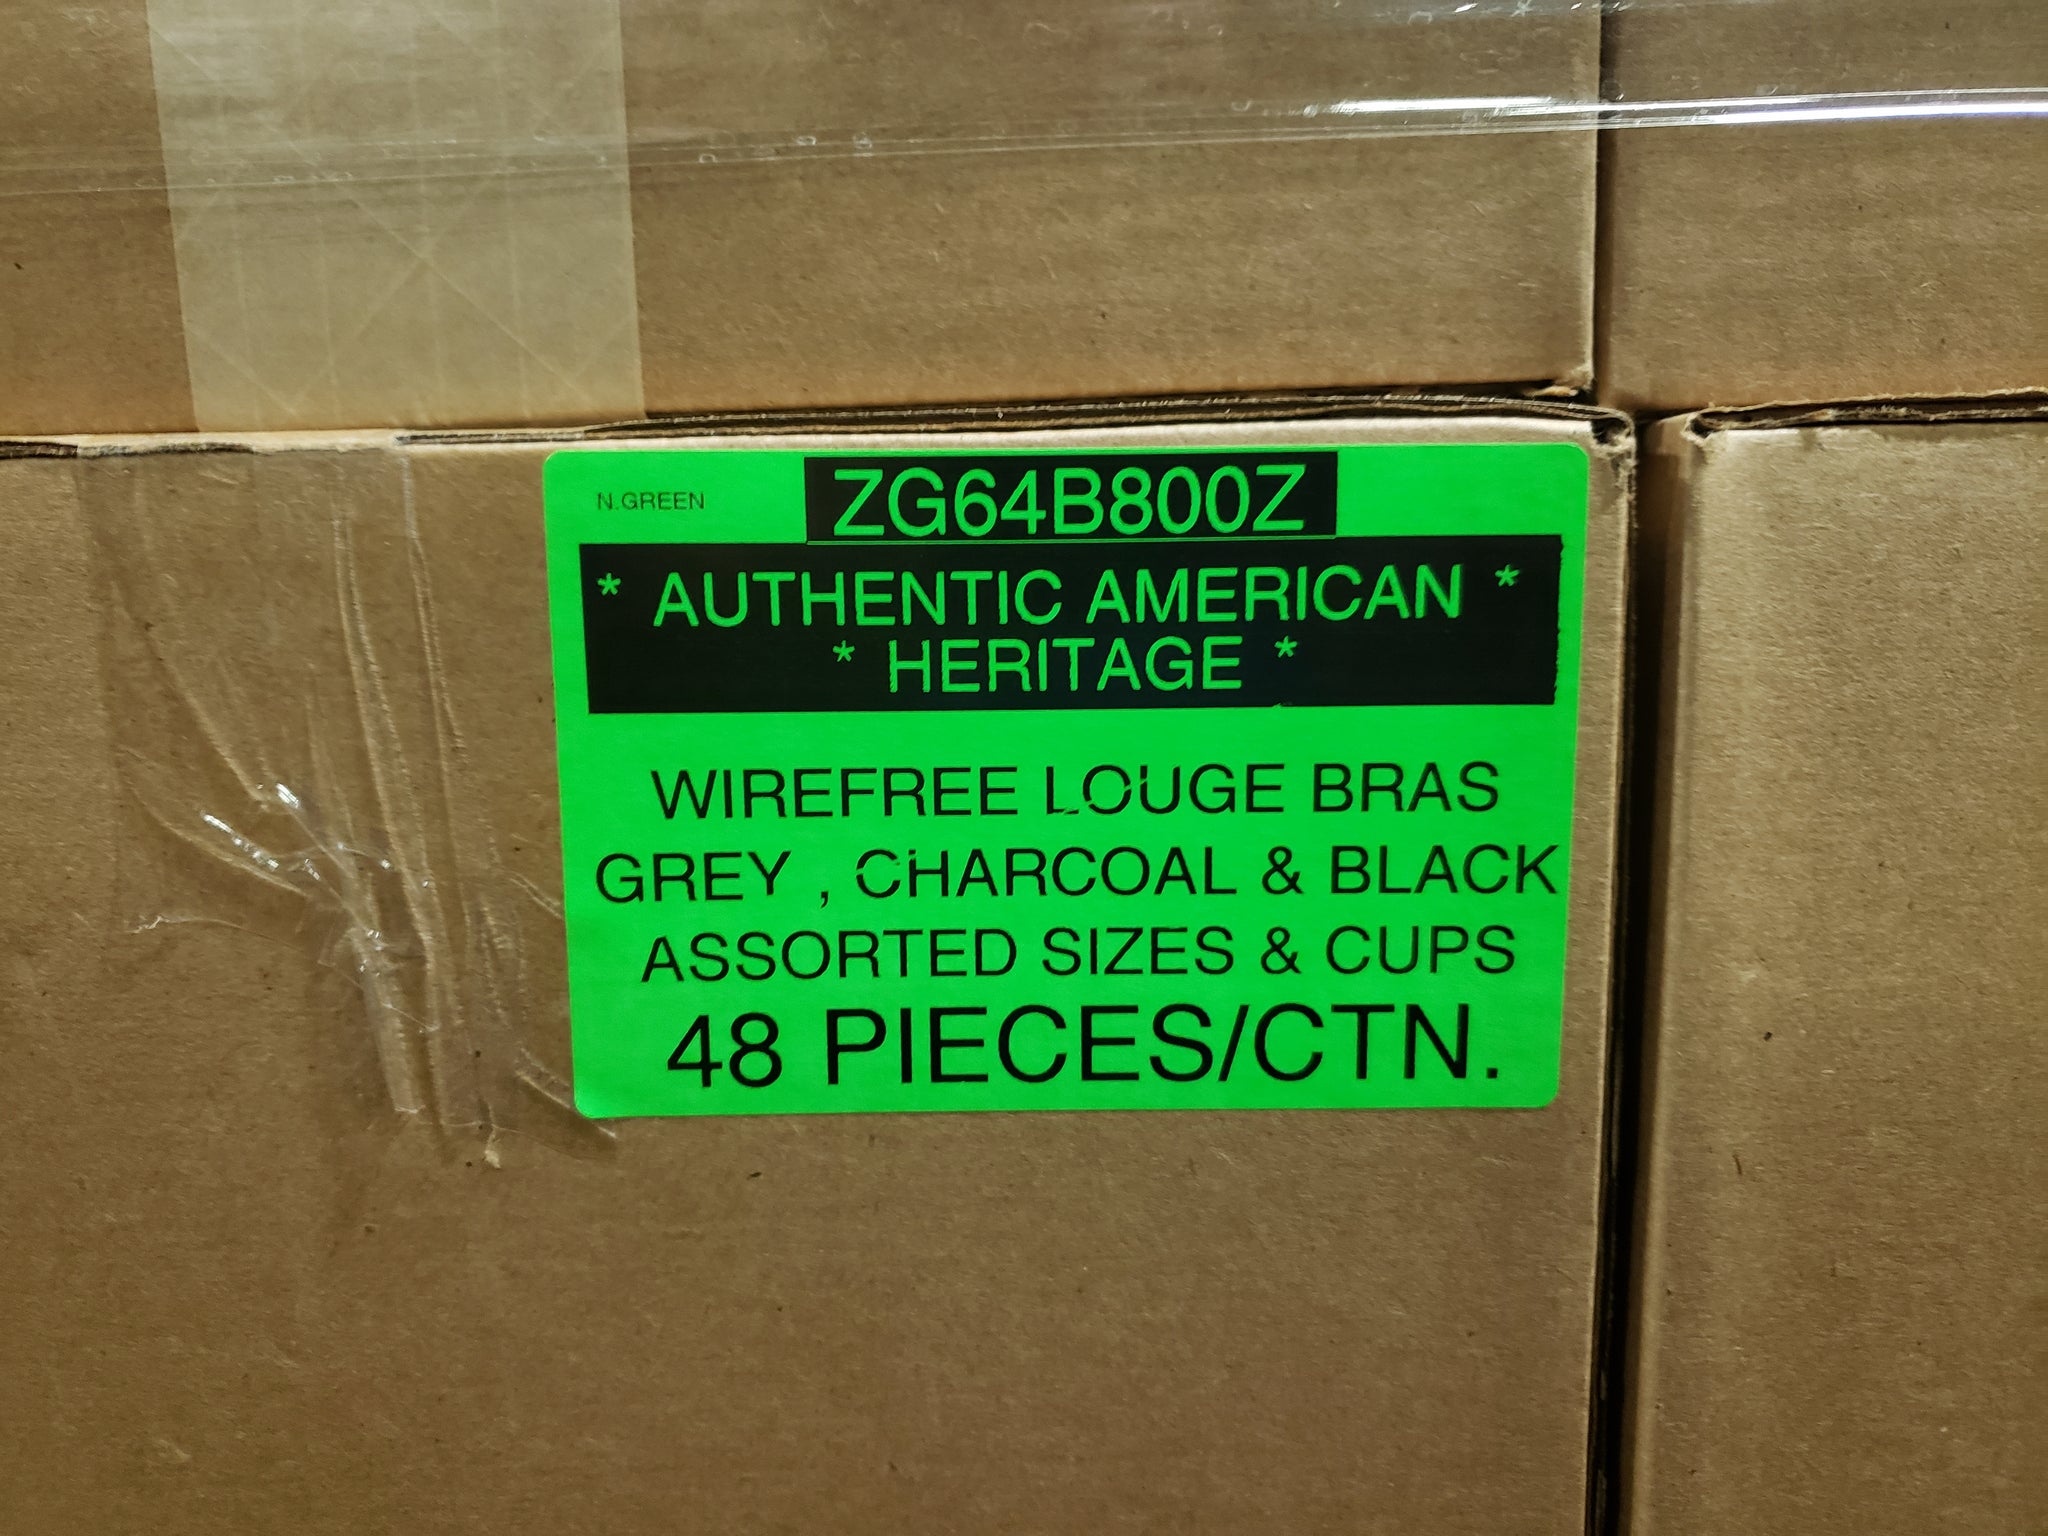 N.GREEN
ZG64B800Z
* AUTHENTIC AMERICAN *
* HERITAGE *
WIREFREE LOUGE BRAS
GREY , CHARCOAL & BLACK
ASSORTED SIZES & CUPS
48 PIECES/CTN.